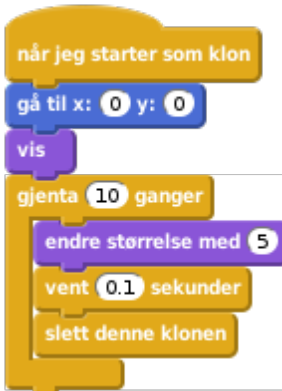 når jeg starter som klon
gå til x: 0 y: 0
vis
gjenta 10 ganger
endre størrelse med 5
vent 0.1 sekunder
slett denne klonen